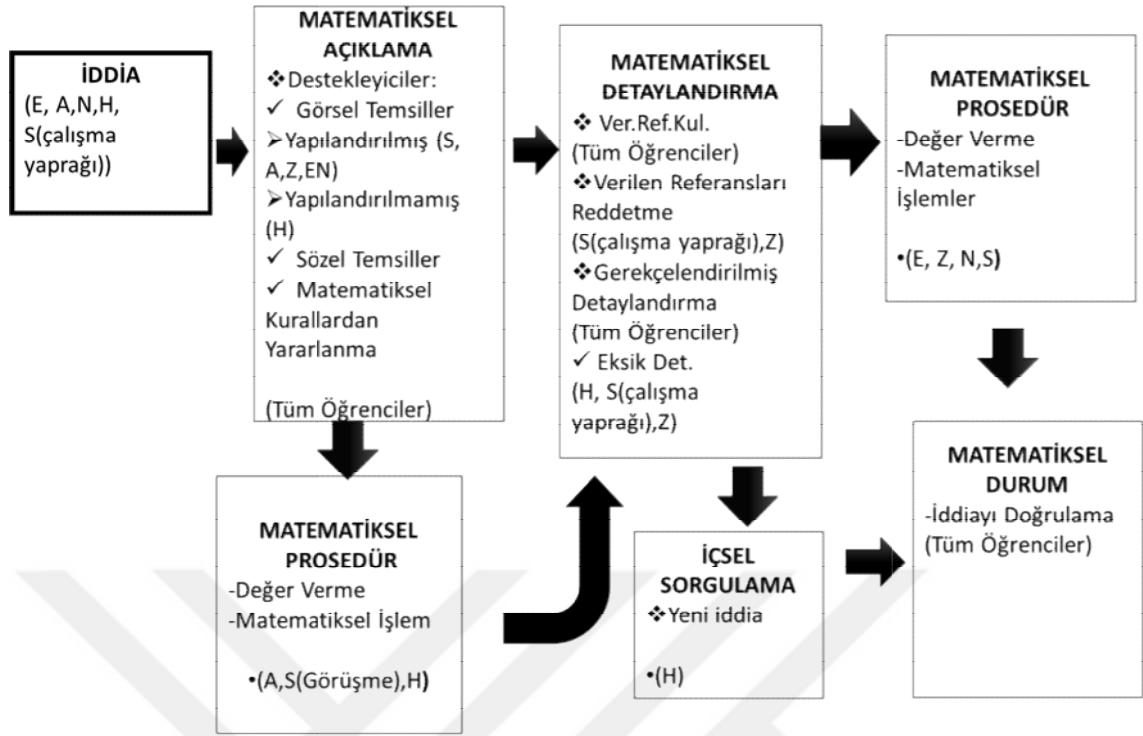 İDDİA
(E, A,N,H,
S(çalışma
yaprağı))
MATEMATİKSEL
AÇIKLAMA
❖Destekleyiciler:
✓ Görsel Temsiller
➢Yapılandırılmış (S,
A,Z,EN)
➢Yapılandırılmamış
(H)
✓ Sözel Temsiller
✓ Matematiksel
Kurallardan
Yararlanma
(Tüm Öğrenciler)
MATEMATİKSEL
DETAYLANDIRMA
❖ Ver.Ref.Kul.
(Tüm Öğrenciler)
❖Verilen Referansları
Reddetme
(S(çalışma yaprağı),Z)
❖Gerekçelendirilmiş
Detaylandırma
(Tüm Öğrenciler)
✓ Eksik Det.
(H, S(çalışma
yaprağı),Z)
MATEMATİKSEL
PROSEDÜR
-Değer Verme
-Matematiksel
İşlemler
•(E, Z, N,S)
MATEMATİKSEL
PROSEDÜR
-Değer Verme
-Matematiksel İşlem
•(A,S(Görüşme),H)
İÇSEL
SORGULAMA
❖Yeni iddia
•(H)
MATEMATİKSEL
DURUM
-İddiayı Doğrulama
(Tüm Öğrenciler)